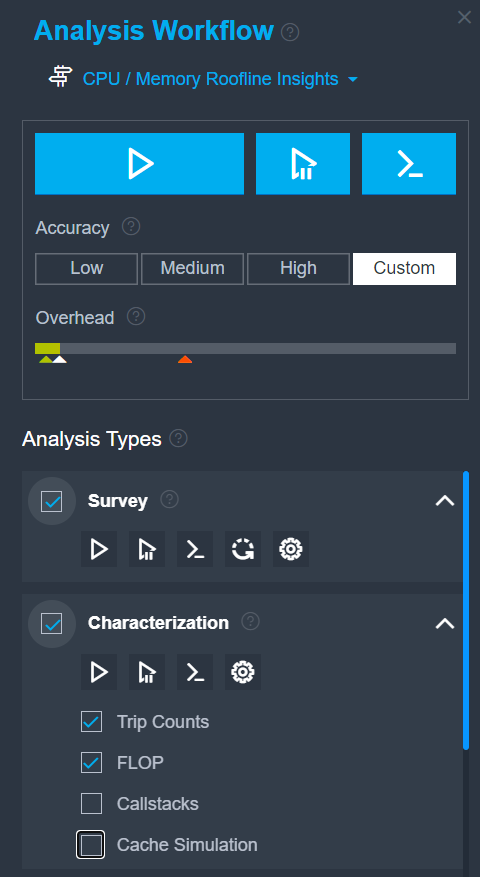 Analysis Workflow
CPU / Memory Roofline Insights
Accuracy
Low Medium High Custom
Overhead
Analysis Types
Survey
Characterization
Trip Counts
FLOP
Callstacks
Cache Simulation